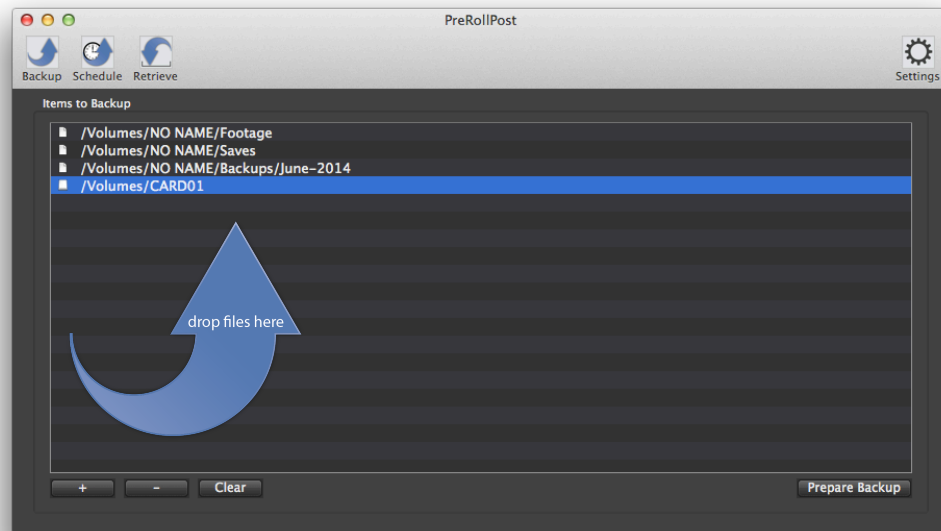 PreRollPost
Backup Schedule Retrieve Settings
Items to Backup
/Volumes/NO NAME/Footage
/Volumes/NO NAME/Saves
/Volumes/NO NAME/Backups/June-2014
/Volumes/CARD01
drop files here
+ - Clear Prepare Backup